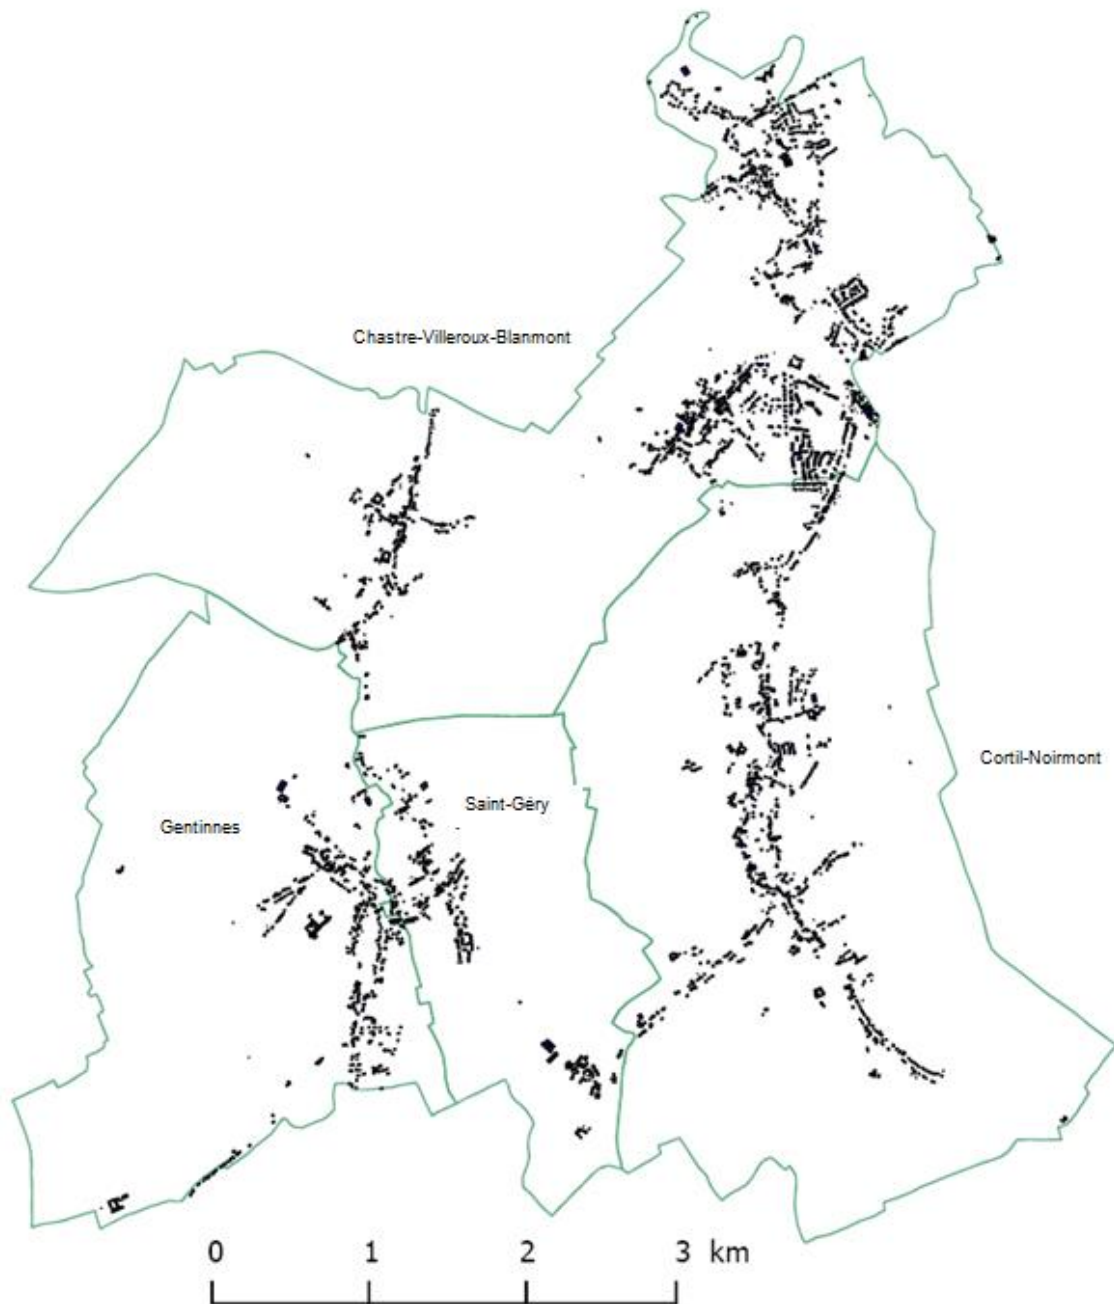 Chastre-Villeroux-Blanmont
Cortil-Noirmont
Saint-Géry
Gentinnes
0 1 2 3 km